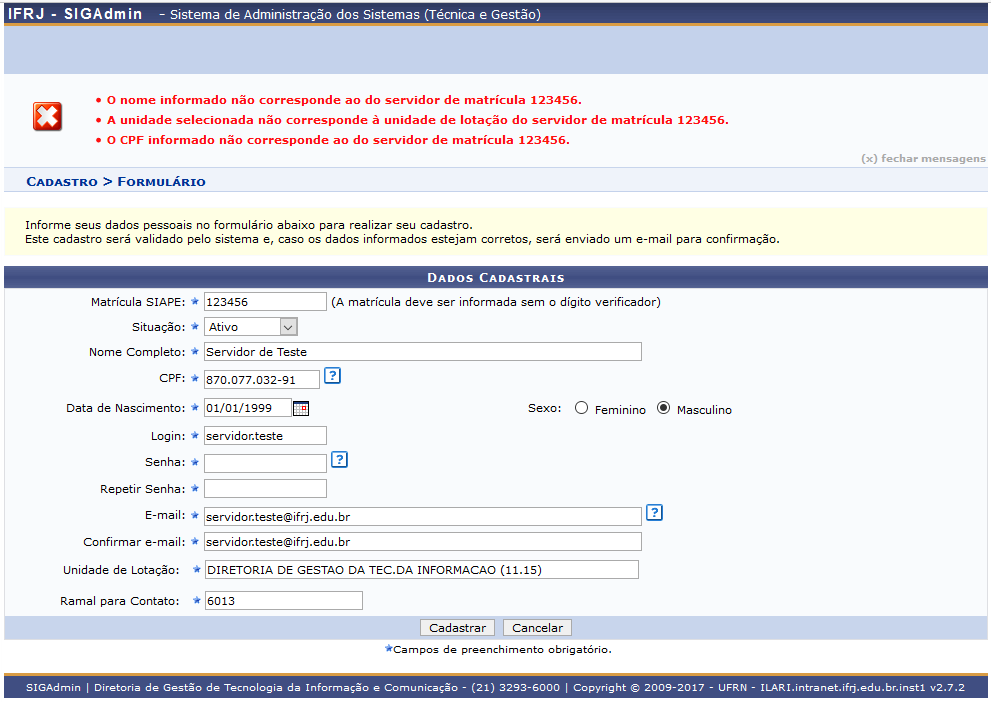 IFRJ - SIGAdmin - Sistema de Administração dos Sistemas (Técnica e Gestão)
• O nome informado não corresponde ao do servidor de matrícula 123456.
• A unidade selecionada não corresponde à unidade de lotação do servidor de matrícula 123456.
• O CPF informado não corresponde ao do servidor de matrícula 123456.
(x) fechar mensagens
Cadastro > Formulário
Informe seus dados pessoais no formulário abaixo para realizar seu cadastro.
Este cadastro será validado pelo sistema e, caso os dados informados estejam corretos, será enviado um e-mail para confirmação.
Dados Cadastrais
Matrícula SIAPE: 123456 (A matrícula deve ser informada sem o dígito verificador)
Situação: Ativo
Nome Completo: Servidor de Teste
CPF: 870.077.032-91 ?
Data de Nascimento: 01/01/1999 Sexo: Feminino Masculino
Login: servidor.teste
Senha: ?
Repetir Senha:
E-mail: servidor.teste@ifrj.edu.br ?
Confirmar e-mail: servidor.teste@ifrj.edu.br
Unidade de Lotação: DIRETORIA DE GESTAO DA TEC.DA INFORMACAO (11.15)
Ramal para Contato: 6013
Cadastrar Cancelar
Campos de preenchimento obrigatório.
SIGAdmin | Diretoria de Gestão de Tecnologia da Informação e Comunicação - (21) 3293-6000 | Copyright © 2009-2017 - UFRN - ILARI.intranet.ifrj.edu.br.inst1 v2.7.2